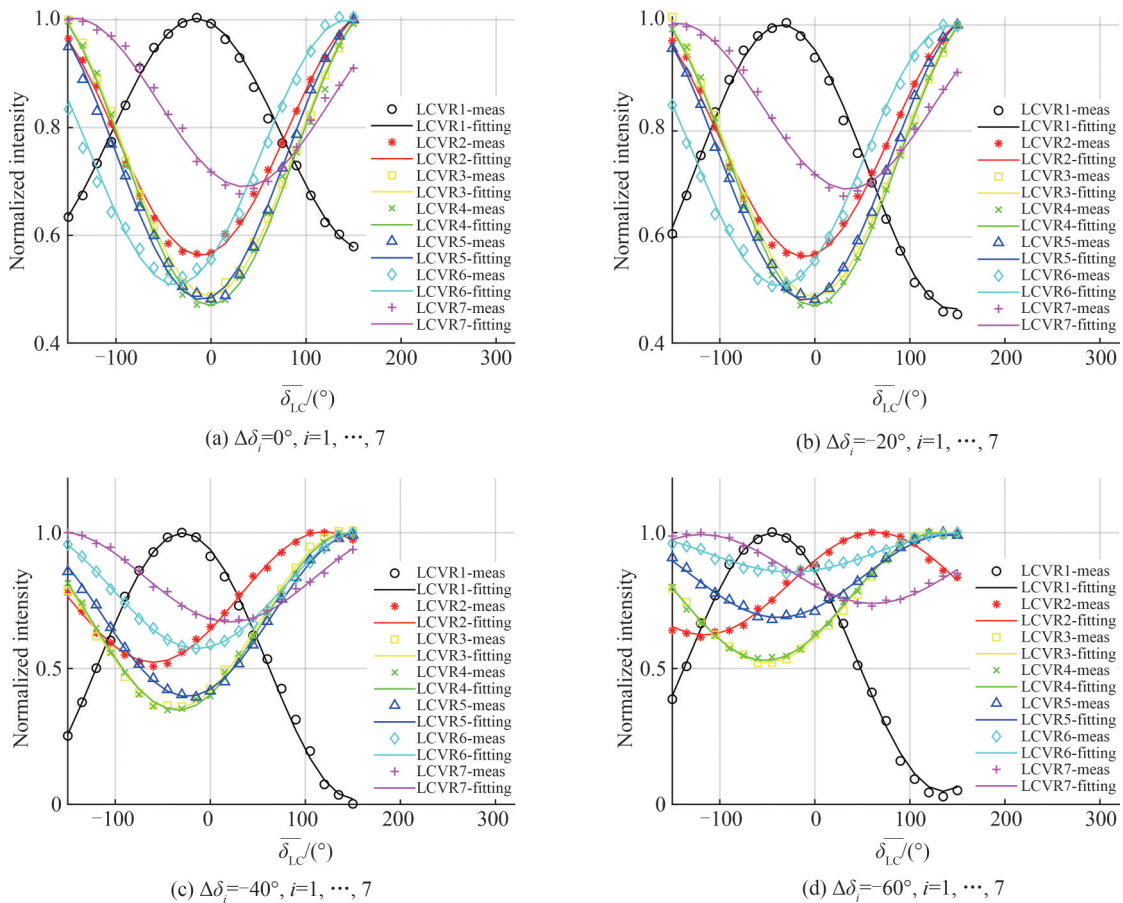 1.0
0.8
0.6
0.4
Normalized intensity
LCVR1-meas
LCVR1-fitting
LCVR2-meas
LCVR2-fitting
LCVR3-meas
LCVR3-fitting
LCVR4-meas
LCVR4-fitting
LCVR5-meas
LCVR5-fitting
LCVR6-meas
LCVR6-fitting
LCVR7-meas
LCVR7-fitting
−100 0 100 200 300
δ̅_LC/(°)
(a) Δδᵢ=0°, i=1, ⋯, 7
1.0
0.8
0.6
0.4
Normalized intensity
LCVR1-meas
LCVR1-fitting
LCVR2-meas
LCVR2-fitting
LCVR3-meas
LCVR3-fitting
LCVR4-meas
LCVR4-fitting
LCVR5-meas
LCVR5-fitting
LCVR6-meas
LCVR6-fitting
LCVR7-meas
LCVR7-fitting
−100 0 100 200 300
δ̅_LC/(°)
(b) Δδᵢ=−20°, i=1, ⋯, 7
1.0
0.5
0
Normalized intensity
LCVR1-meas
LCVR1-fitting
LCVR2-meas
LCVR2-fitting
LCVR3-meas
LCVR3-fitting
LCVR4-meas
LCVR4-fitting
LCVR5-meas
LCVR5-fitting
LCVR6-meas
LCVR6-fitting
LCVR7-meas
LCVR7-fitting
−100 0 100 200 300
δ̅_LC/(°)
(c) Δδᵢ=−40°, i=1, ⋯, 7
1.0
0.5
0
Normalized intensity
LCVR1-meas
LCVR1-fitting
LCVR2-meas
LCVR2-fitting
LCVR3-meas
LCVR3-fitting
LCVR4-meas
LCVR4-fitting
LCVR5-meas
LCVR5-fitting
LCVR6-meas
LCVR6-fitting
LCVR7-meas
LCVR7-fitting
−100 0 100 200 300
δ̅_LC/(°)
(d) Δδᵢ=−60°, i=1, ⋯, 7